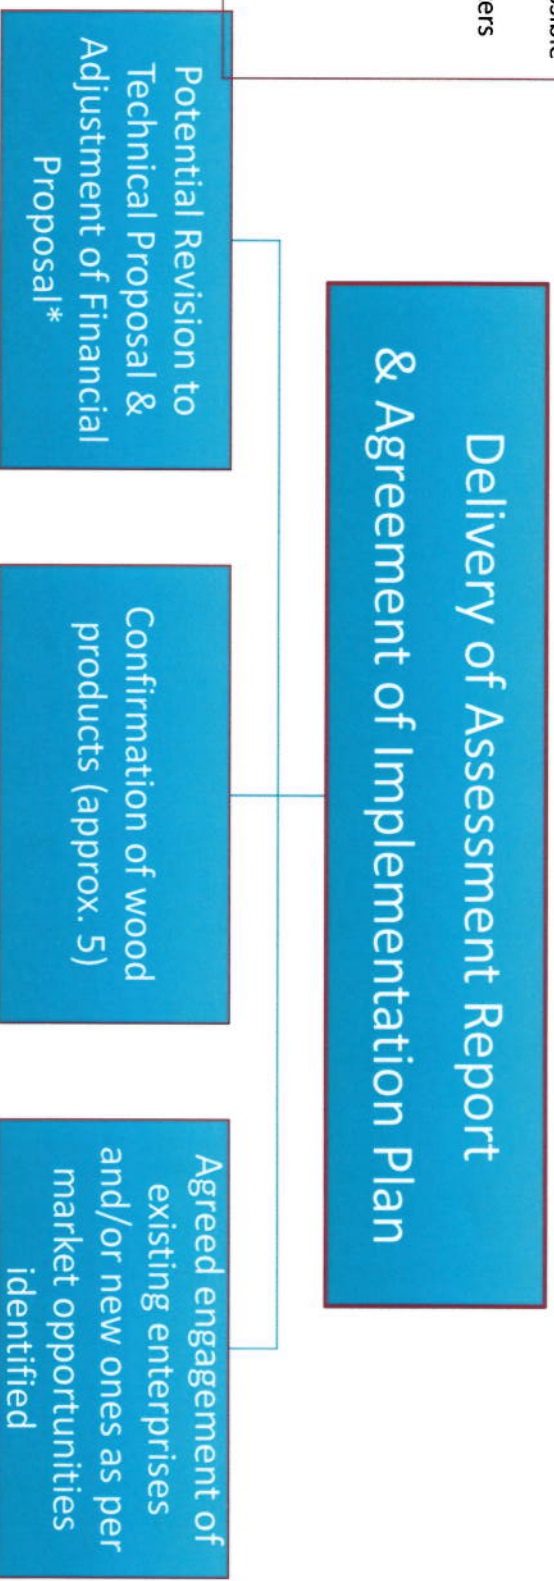 Delivery of Assessment Report
& Agreement of Implementation Plan
Potential Revision to
Technical Proposal &
Adjustment of Financial
Proposal*
Confirmation of wood
products (approx. 5)
Agreed engagement of
existing enterprises
and/or new ones as per
market opportunities
identified